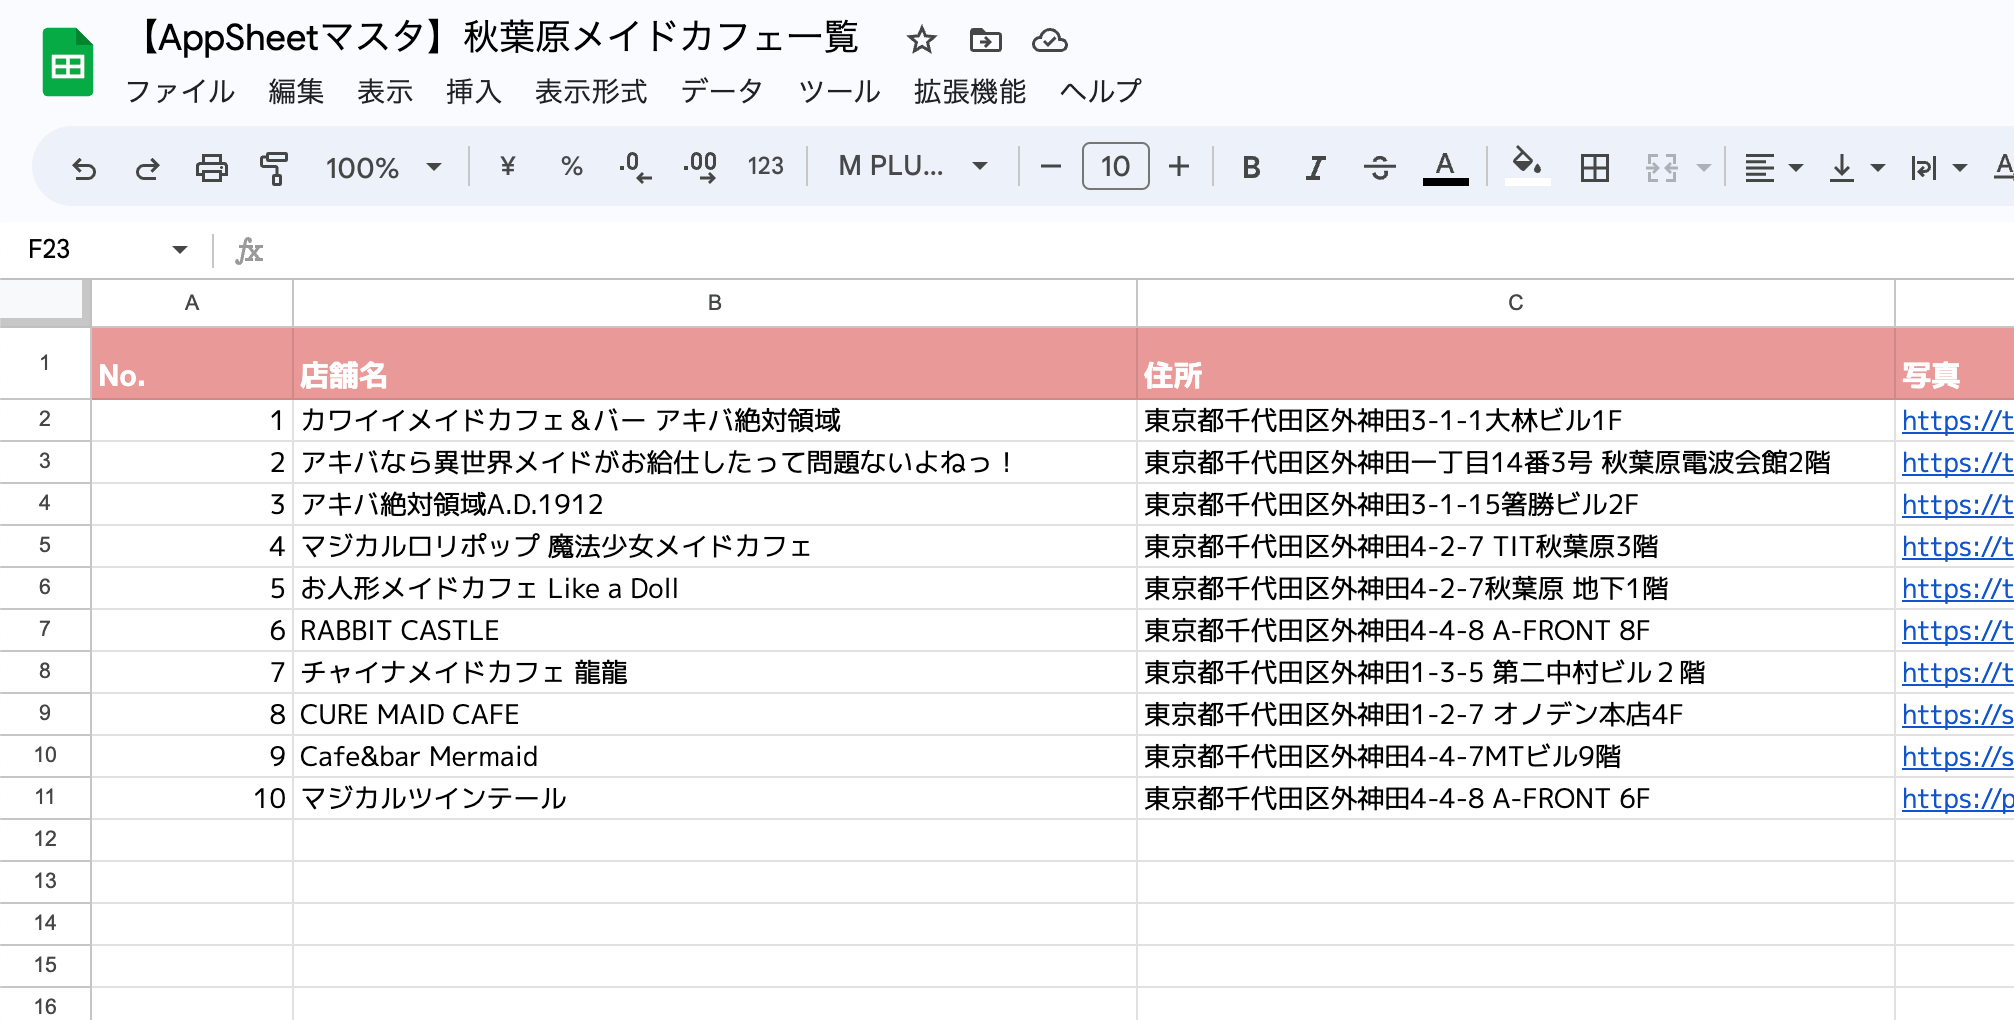 【AppSheetマスタ】秋葉原メイドカフェ一覧
ファイル 編集 表示 挿入 表示形式 データ ツール 拡張機能 ヘルプ
100% ¥ % .0 .00 123 M PLU... 10 B I S A
F23 fx
A B C
1 No. 店舗名 住所 写真
2 1 カワイイメイドカフェ＆バー アキバ絶対領域 東京都千代田区外神田3-1-1大林ビル1F https://t
3 2 アキバなら異世界メイドがお給仕したって問題ないよねっ！ 東京都千代田区外神田一丁目14番3号 秋葉原電波会館2階 https://t
4 3 アキバ絶対領域A.D.1912 東京都千代田区外神田3-1-15箸勝ビル2F https://t
5 4 マジカルロリポップ 魔法少女メイドカフェ 東京都千代田区外神田4-2-7 TIT秋葉原3階 https://t
6 5 お人形メイドカフェ Like a Doll 東京都千代田区外神田4-2-7秋葉原 地下1階 https://t
7 6 RABBIT CASTLE 東京都千代田区外神田4-4-8 A-FRONT 8F https://t
8 7 チャイナメイドカフェ 龍龍 東京都千代田区外神田1-3-5 第二中村ビル２階 https://t
9 8 CURE MAID CAFE 東京都千代田区外神田1-2-7 オノデン本店4F https://s
10 9 Cafe&bar Mermaid 東京都千代田区外神田4-4-7MTビル9階 https://s
11 10 マジカルツインテール 東京都千代田区外神田4-4-8 A-FRONT 6F https://p
12
13
14
15
16